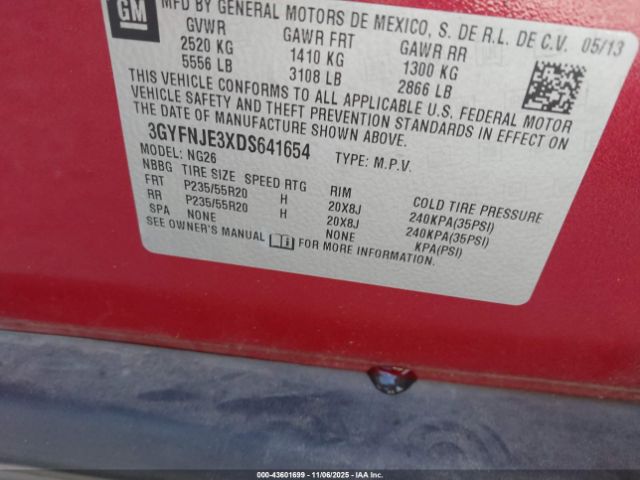 GM
MFD BY GENERAL MOTORS DE MEXICO, S. DE R.L. DE C.V. 05/13
GVWR GAWR FRT GAWR RR
2520 KG 1410 KG 1300 KG
5556 LB 3108 LB 2866 LB
THIS VEHICLE CONFORMS TO ALL APPLICABLE U.S. FEDERAL MOTOR
VEHICLE SAFETY AND THEFT PREVENTION STANDARDS IN EFFECT ON
THE DATE OF MANUFACTURE SHOWN ABOVE.
3GYFNJE3XDS641654 TYPE: M.P.V.
MODEL: NG26
NBBG TIRE SIZE SPEED RTG RIM COLD TIRE PRESSURE
FRT P235/55R20 H 20X8J 240KPA(35PSI)
RR P235/55R20 H 20X8J 240KPA(35PSI)
SPA NONE NONE KPA(PSI)
SEE OWNER'S MANUAL FOR MORE INFORMATION.
000-43601699 - 11/06/2025 - IAAI, Inc. - Copyright